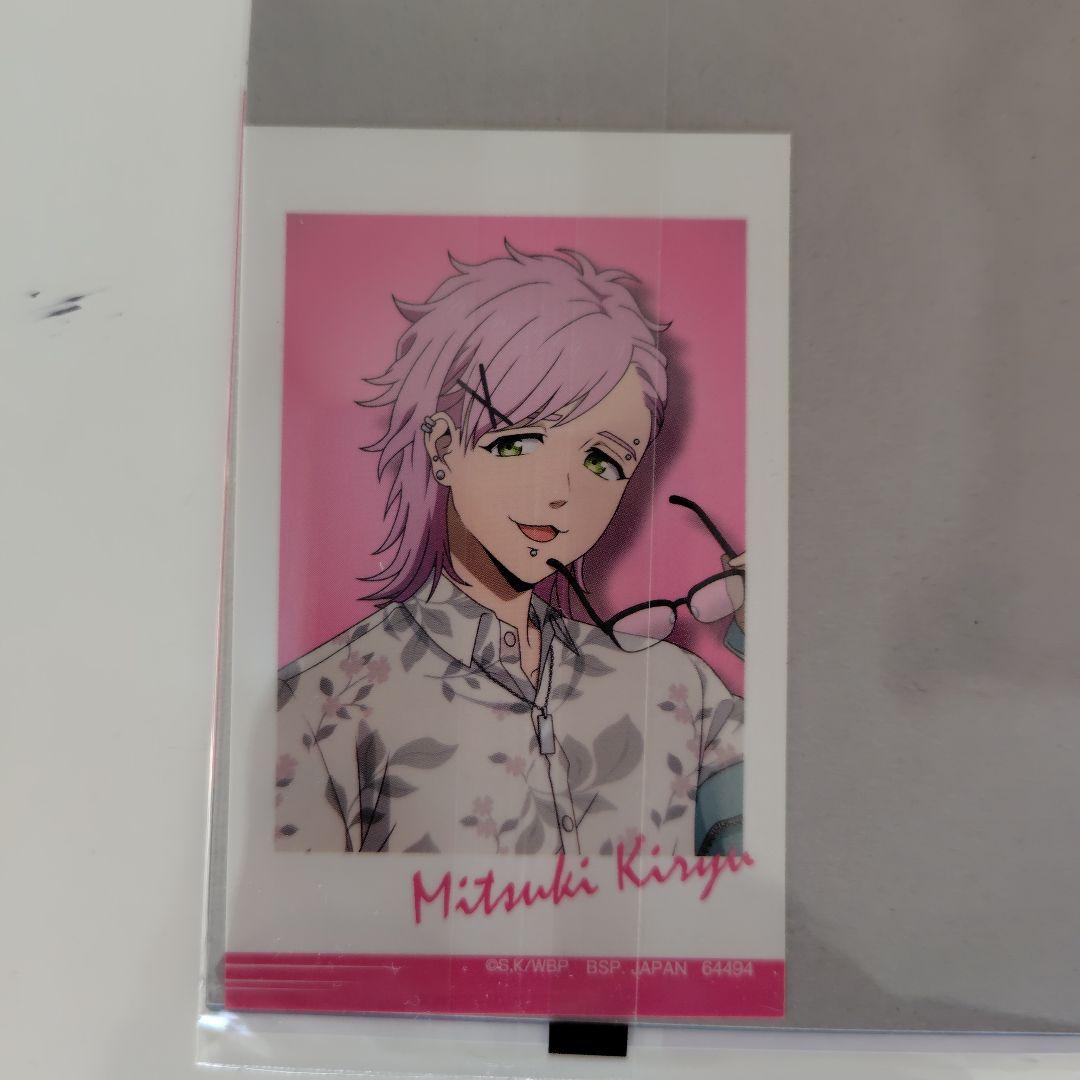 Mitsuki Kiryu
©S.K/WBP BSP. JAPAN 64494